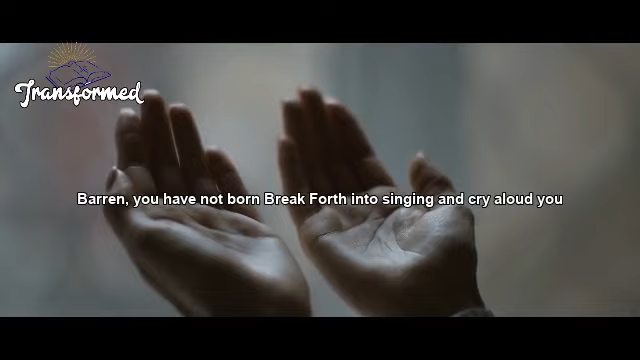 Transformed
Barren, you have not born Break Forth into singing and cry aloud you